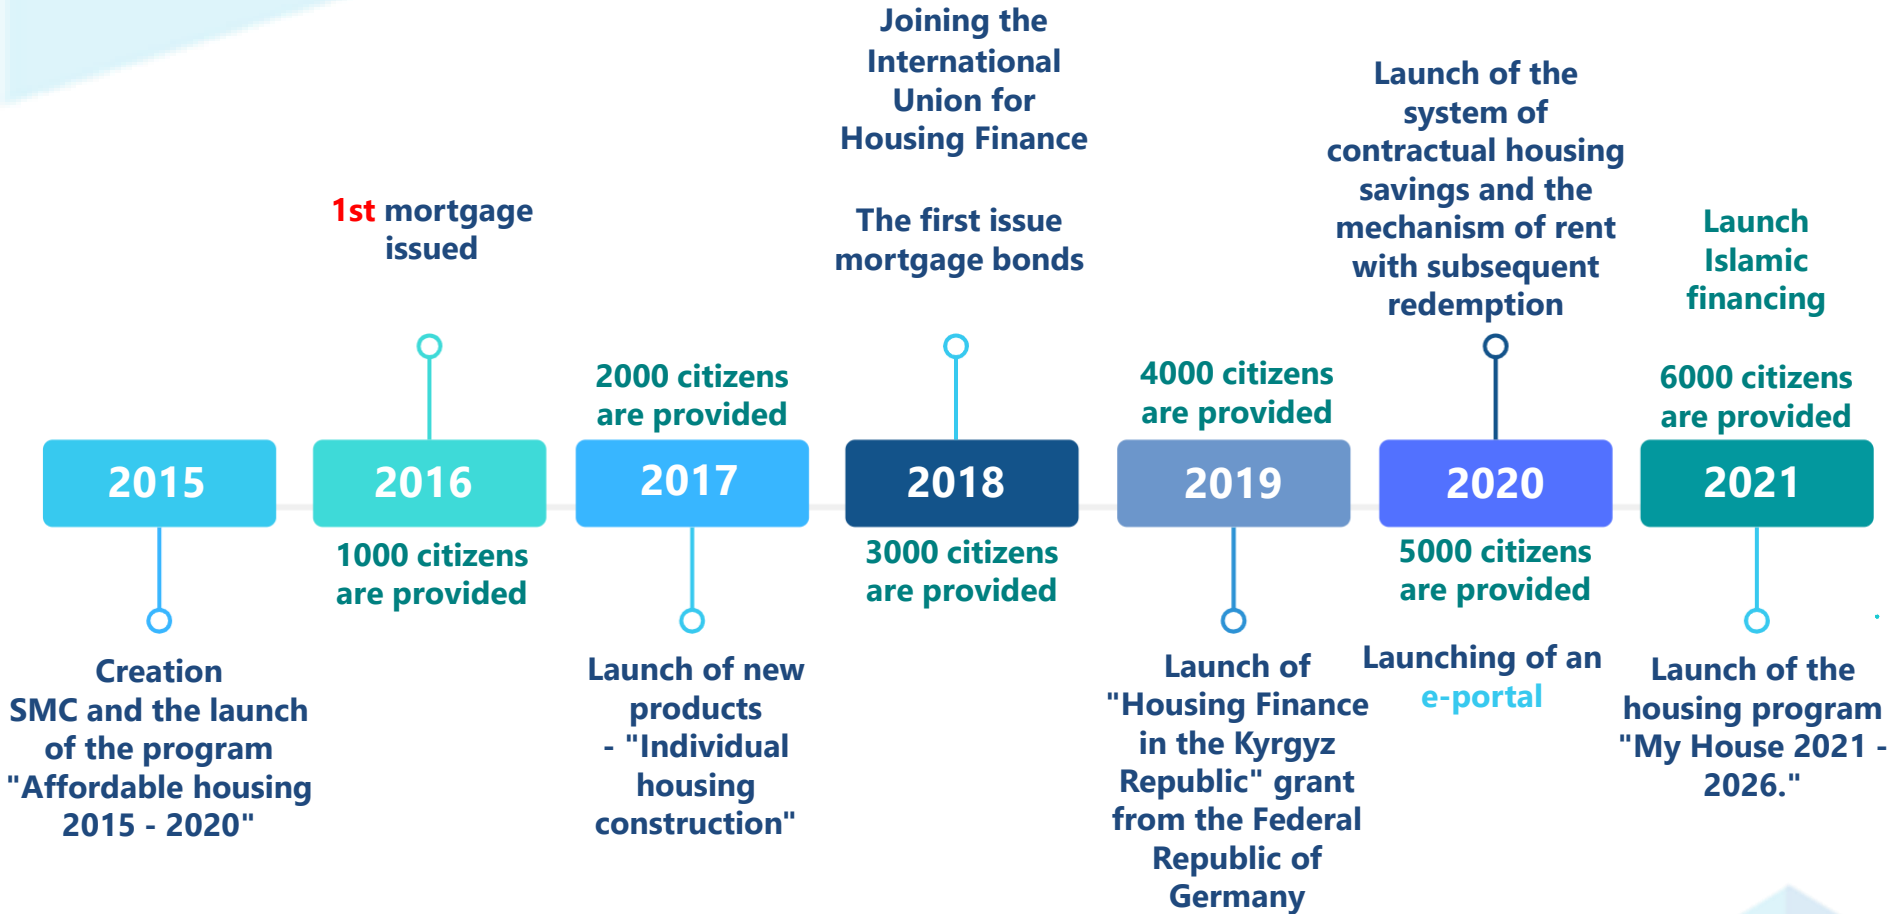 2015
Creation
SMC and the launch
of the program
"Affordable housing
2015 - 2020"
1st mortgage
issued
2016
1000 citizens
are provided
2000 citizens
are provided
2017
Launch of new
products
- "Individual
housing
construction"
Joining the
International
Union for
Housing Finance
The first issue
mortgage bonds
2018
3000 citizens
are provided
4000 citizens
are provided
2019
Launch of
"Housing Finance
in the Kyrgyz
Republic" grant
from the Federal
Republic of
Germany
Launch of the
system of
contractual housing
savings and the
mechanism of rent
with subsequent
redemption
2020
5000 citizens
are provided
Launching of an
e-portal
Launch
Islamic
financing
6000 citizens
are provided
2021
Launch of the
housing program
"My House 2021 -
2026."